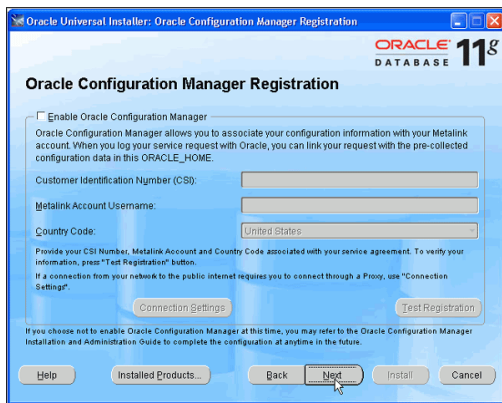 Oracle Universal Installer: Oracle Configuration Manager Registration
ORACLE
DATABASE 11g
Oracle Configuration Manager Registration
Enable Oracle Configuration Manager
Oracle Configuration Manager allows you to associate your configuration information with your Metalink
account. When you log your service request with Oracle, you can link your request with the pre-collected
configuration data in this ORACLE_HOME.
Customer Identification Number (CSI):
Metalink Account Username:
Country Code:
United States
Provide your CSI Number, Metalink Account and Country Code associated with your service agreement. To verify your
information, press "Test Registration" button.
If a connection from your network to the public internet requires you to connect through a Proxy, use "Connection
Settings".
Connection Settings
Test Registration
If you choose not to enable Oracle Configuration Manager at this time, you may refer to the Oracle Configuration Manager
Installation and Administration Guide to complete the configuration at anytime in the future.
Help
Installed Products...
Back
Next
Install
Cancel